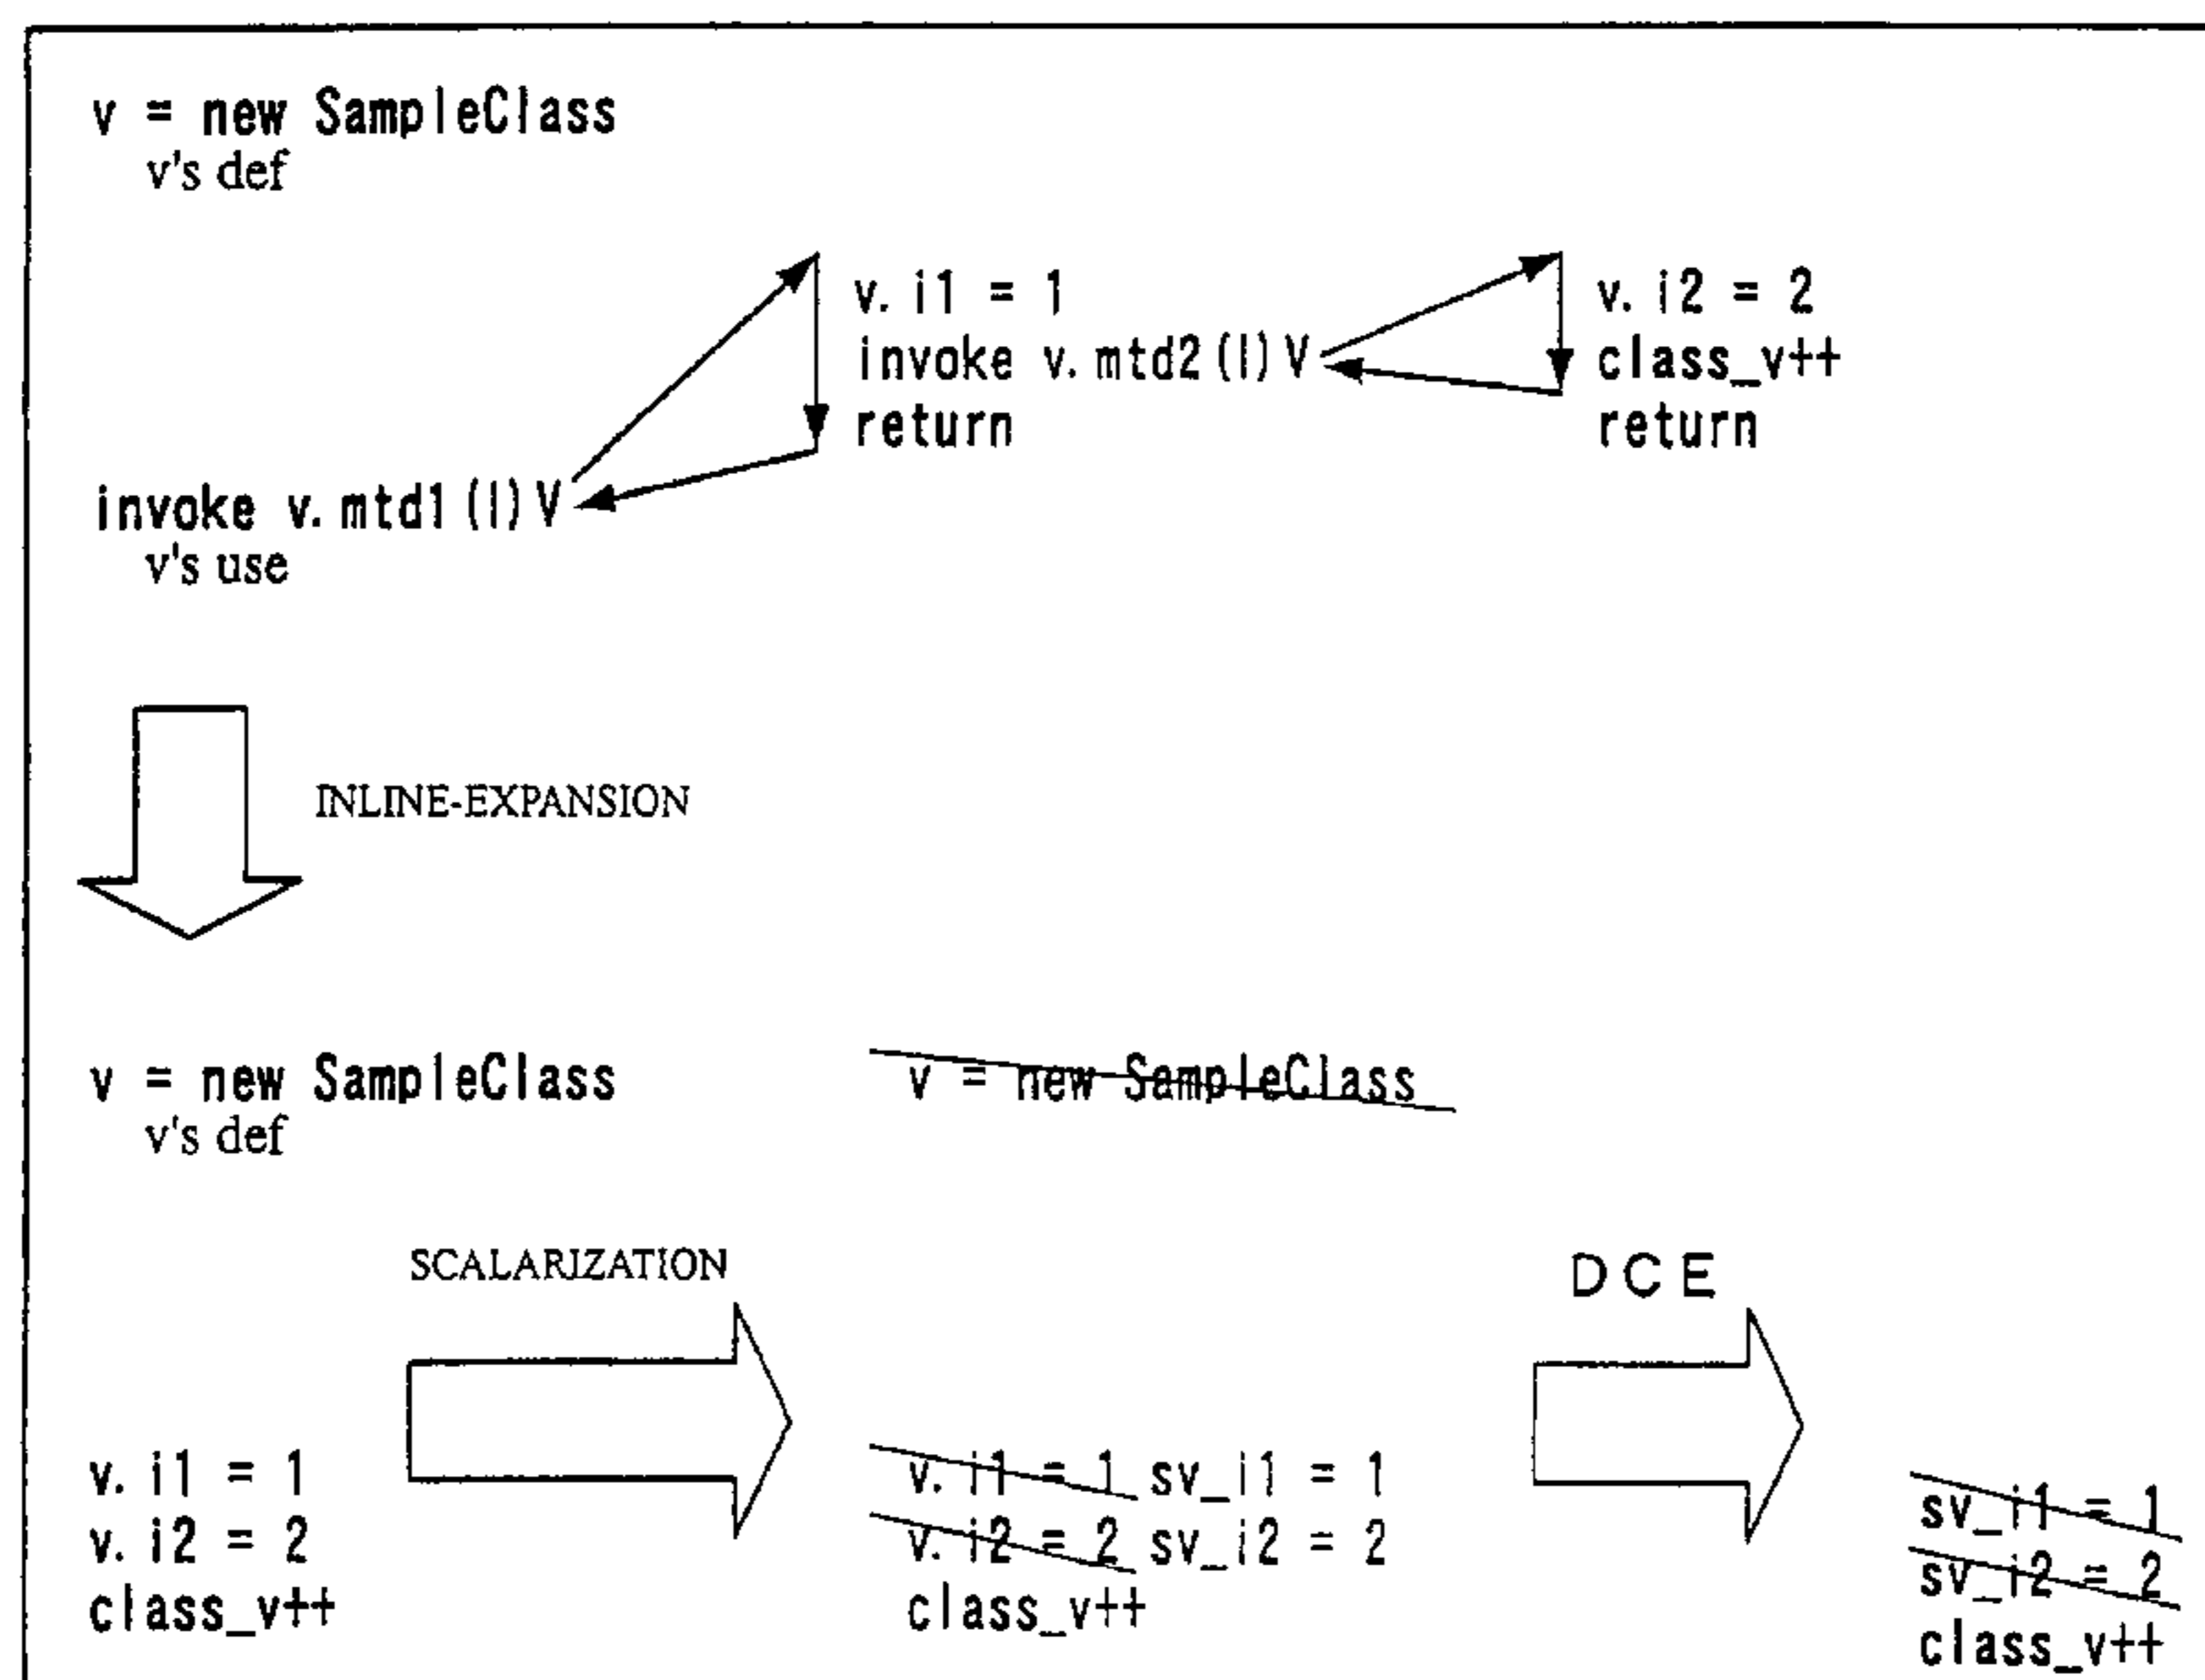 v = new SampleClass
v's def
v.i1 = 1
invoke v.mtd2(I)V
return
v.i2 = 2
class_v++
return
invoke v.mtd1(I)V
v's use
INLINE-EXPANSION
v = new SampleClass
v's def
v = new SampleClass
SCALARIZATION
DCE
v.i1 = 1
v.i2 = 2
class_v++
v.i1 = 1 sv_i1 = 1
v.i2 = 2 sv_i2 = 2
class_v++
sv_i1 = 1
sv_i2 = 2
class_v++